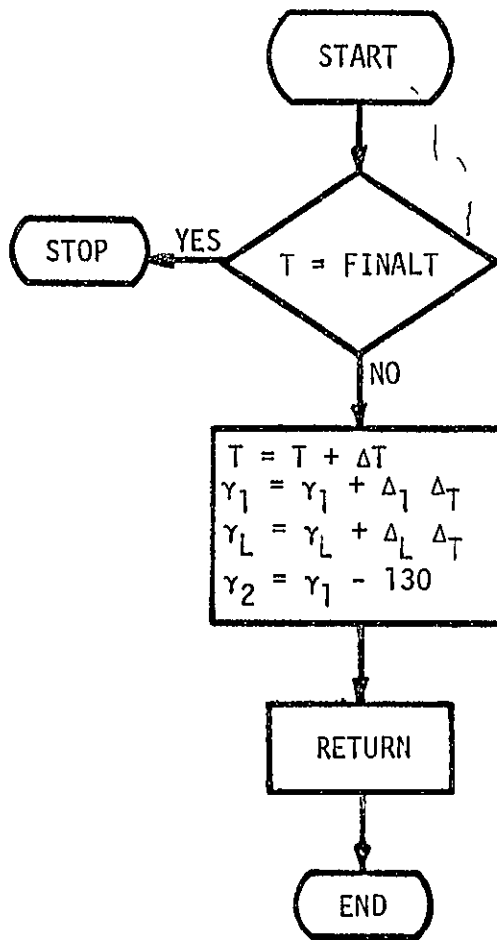 START
YES
STOP
T = FINALT
NO
T = T + ΔT
γ1 = γ1 + Δ1 ΔT
γL = γL + ΔL ΔT
γ2 = γ1 - 130
RETURN
END